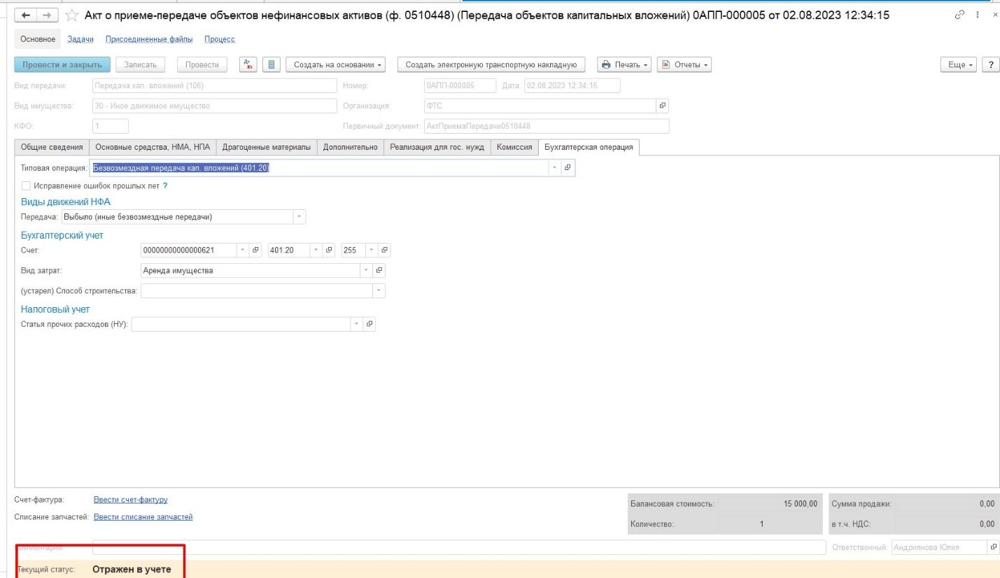 Акт о приеме-передаче объектов нефинансовых активов (ф. 0510448) (Передача объектов капитальных вложений) 0АПП-000005 от 02.08.2023 12:34:15
Основное Задачи Присоединенные файлы Процесс
Провести и закрыть Записать Провести Дт Кт Создать на основании Создать электронную транспортную накладную Печать Отчеты Еще ?
Вид передачи: Передача кап. вложений (106) Номер: 0АПП-000005 Дата: 02.08.2023 12:34:15
Вид имущества: 30 - Иное движимое имущество Организация: ФТС
КФО: 1 Первичный документ: АктПриемаПередачи0510448
Общие сведения Основные средства, НМА, НПА Драгоценные материалы Дополнительно Реализация для гос. нужд Комиссия Бухгалтерская операция
Типовая операция: Безвозмездная передача кап. вложений (401.20)
Исправление ошибок прошлых лет ?
Виды движений НФА
Передача: Выбыло (иные безвозмездные передачи)
Бухгалтерский учет
Счет: 00000000000000621 401.20 255
Вид затрат: Аренда имущества
(устарел) Способ строительства:
Налоговый учет
Статья прочих расходов (НУ):
Счет-фактура: Ввести счет-фактуру Балансовая стоимость: 15 000,00 Сумма продажи: 0,00
Списание запчастей: Ввести списание запчастей Количество: 1 в т.ч. НДС: 0,00
Комментарий: Ответственный: Андриянова Юлия
Текущий статус: Отражен в учете